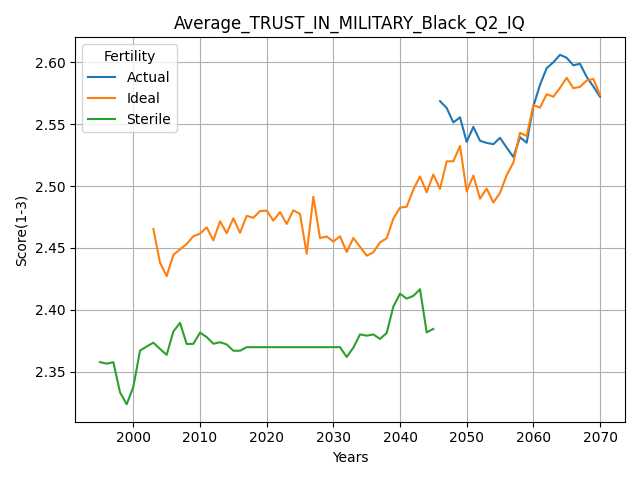 Average_TRUST_IN_MILITARY_Black_Q2_IQ
Fertility
Actual
Ideal
Sterile
Score(1-3)
2.60
2.55
2.50
2.45
2.40
2.35
2000 2010 2020 2030 2040 2050 2060 2070
Years